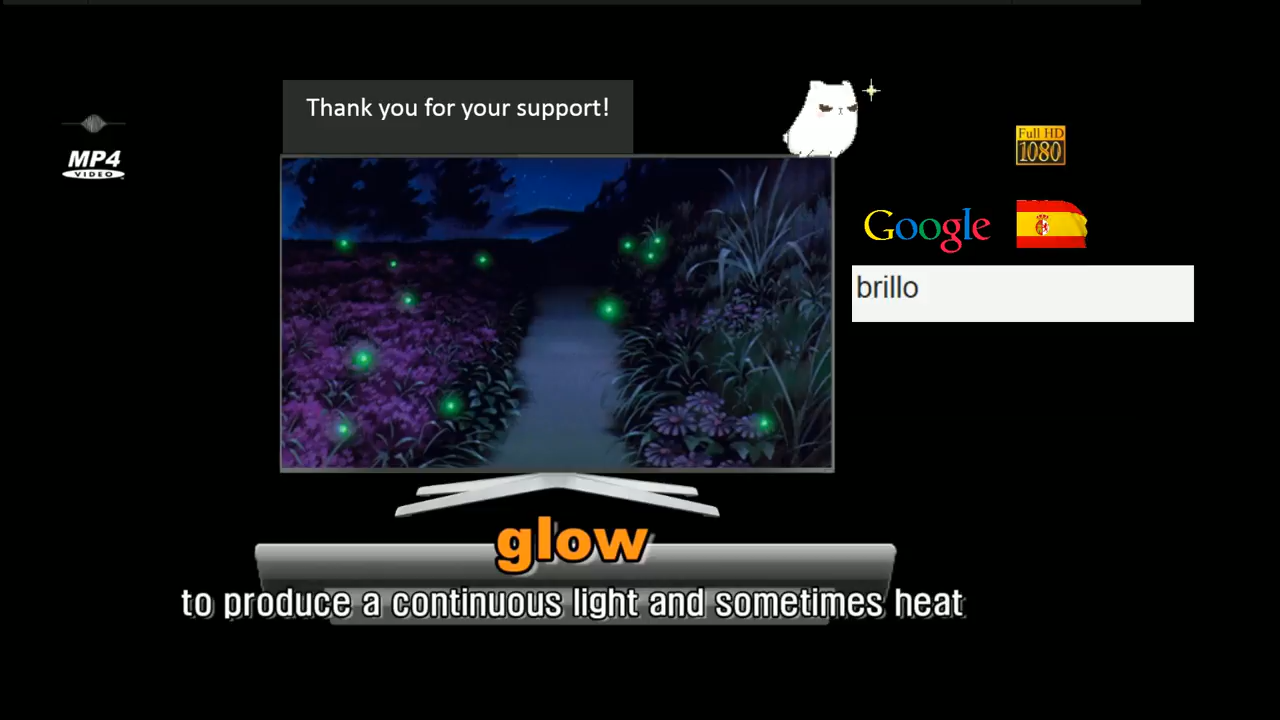 Thank you for your support!
MP4
VIDEO
Full HD
1080
Google
brillo
glow
to produce a continuous light and sometimes heat